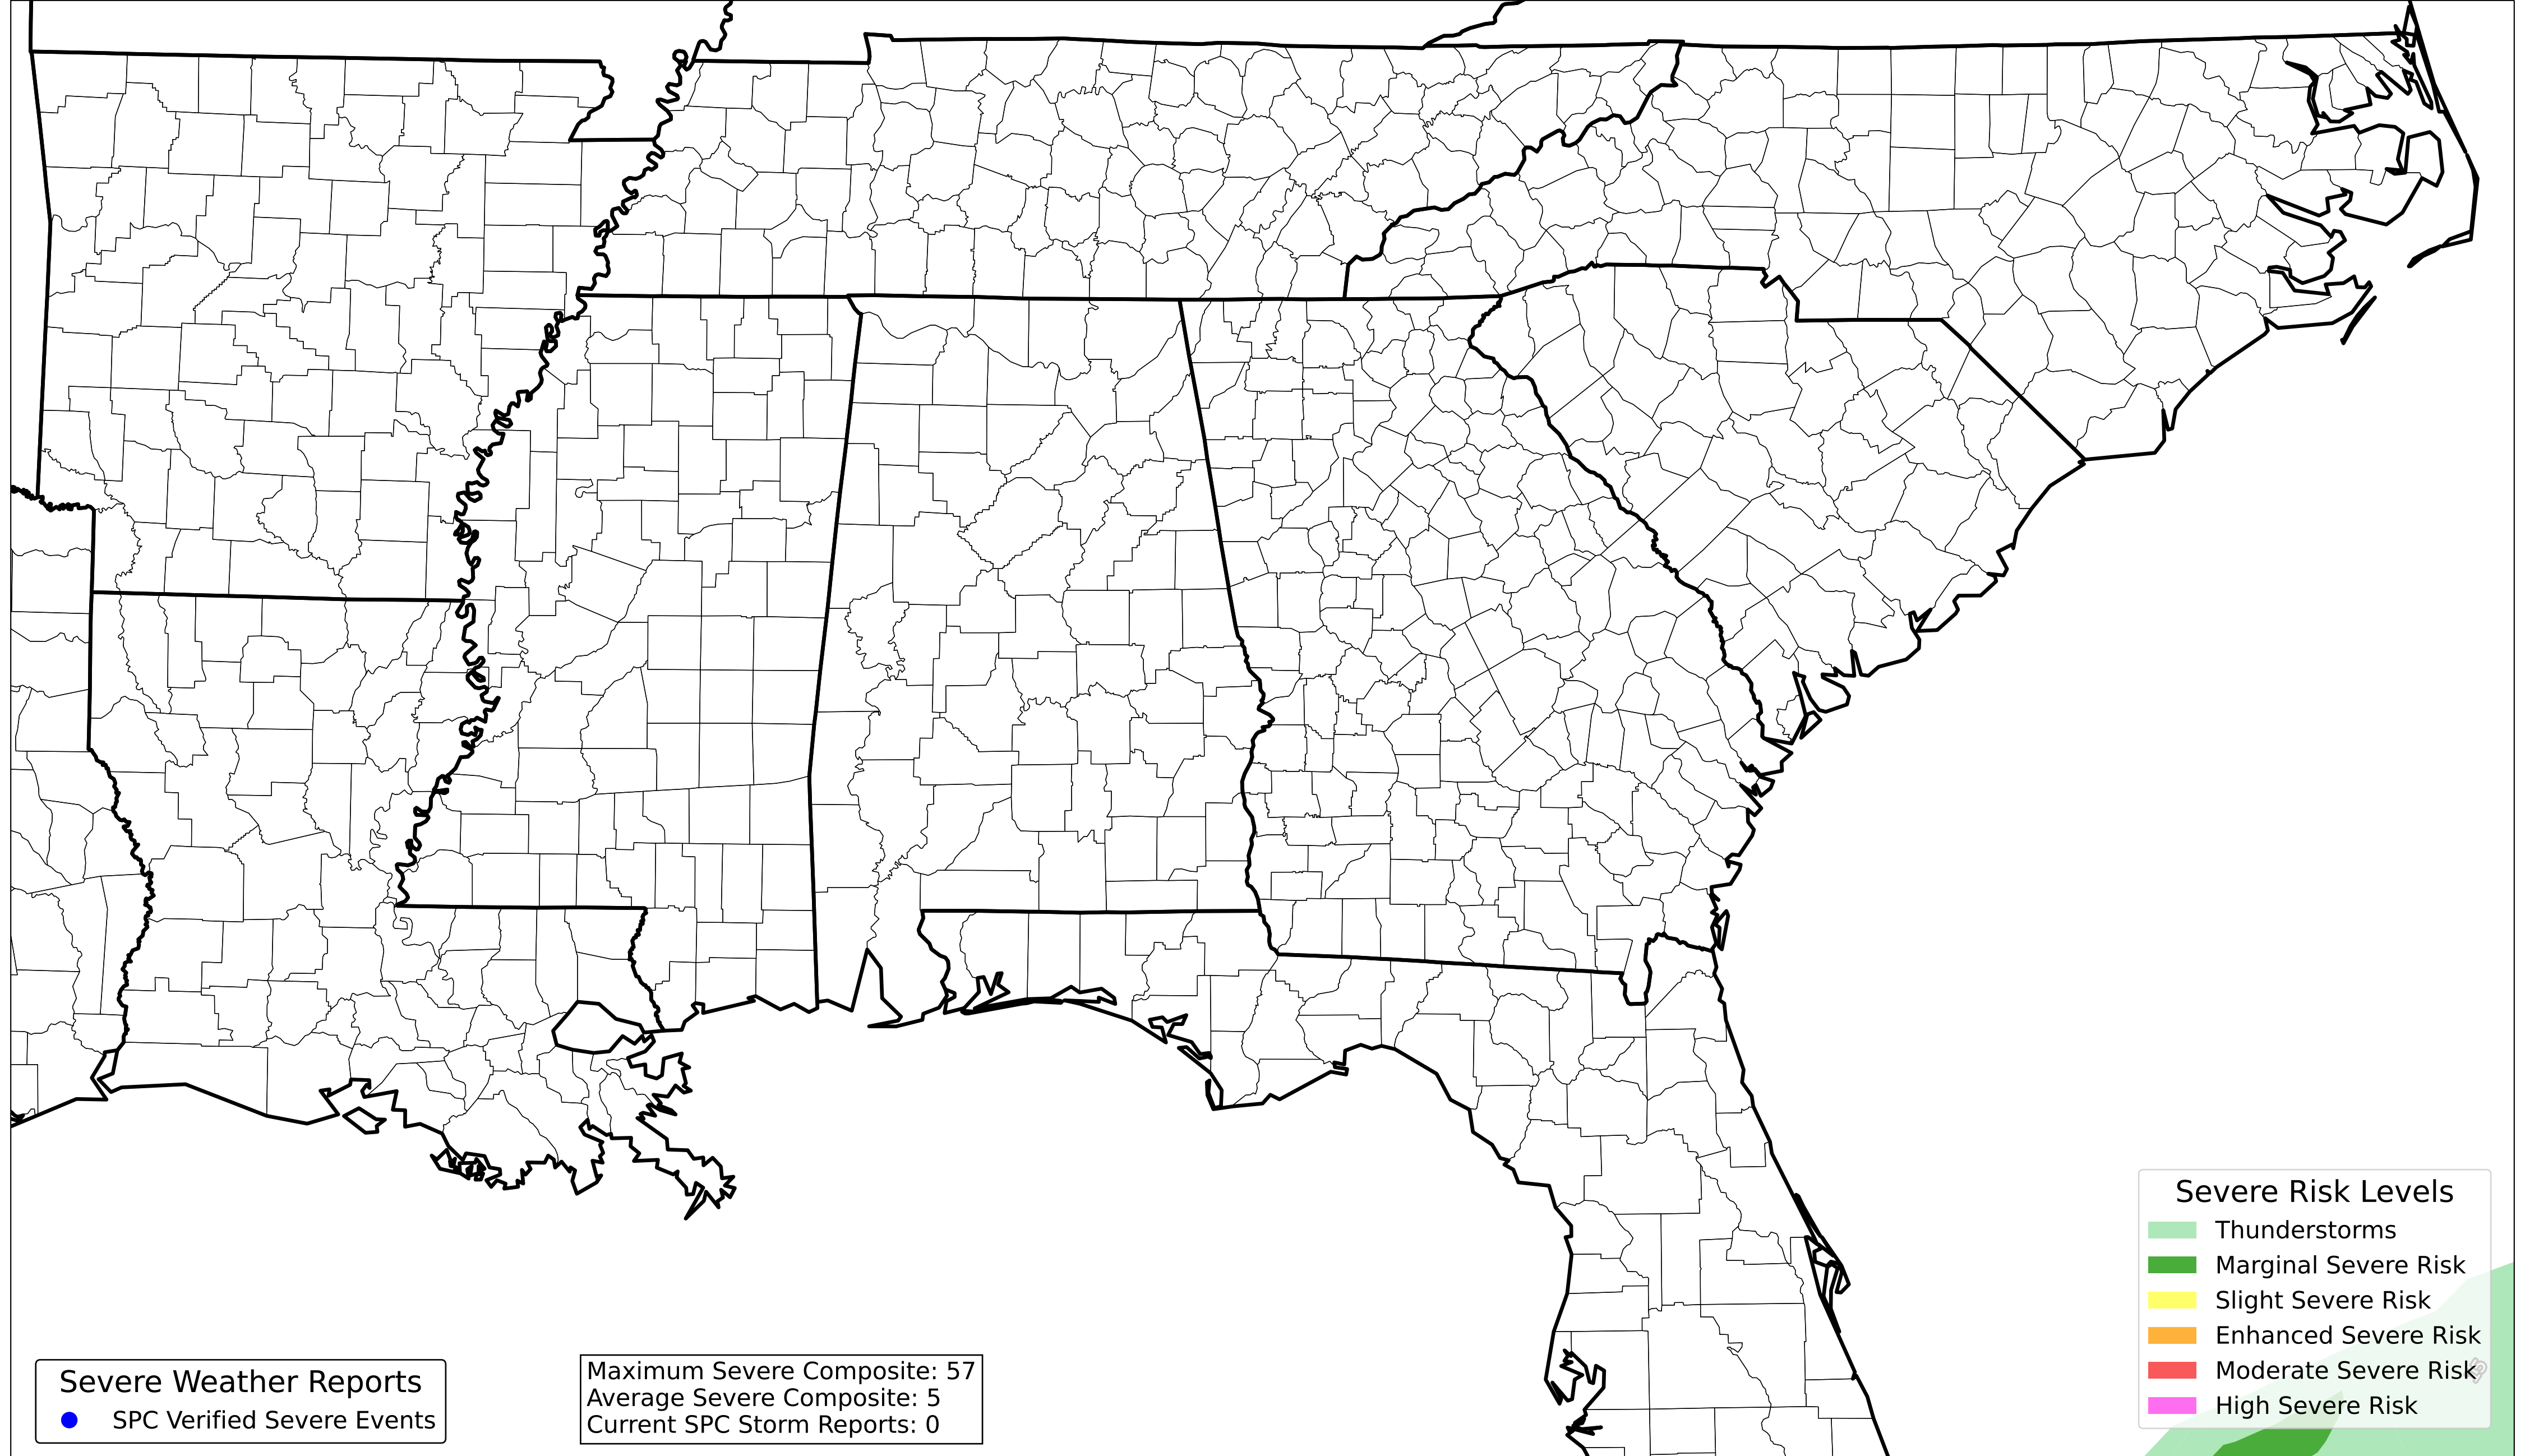 Severe Risk Levels
Thunderstorms
Marginal Severe Risk
Slight Severe Risk
Enhanced Severe Risk
Moderate Severe Risk
High Severe Risk
Severe Weather Reports
SPC Verified Severe Events
Maximum Severe Composite: 57
Average Severe Composite: 5
Current SPC Storm Reports: 0